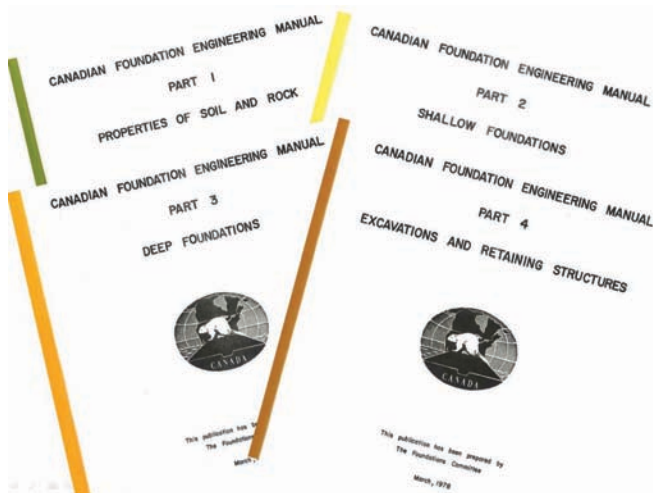 CANADIAN FOUNDATION ENGINEERING MANUAL
PART 1
PROPERTIES OF SOIL AND ROCK
CANADIAN FOUNDATION ENGINEERING MANUAL
PART 2
SHALLOW FOUNDATIONS
CANADIAN FOUNDATION ENGINEERING MANUAL
PART 3
DEEP FOUNDATIONS
CANADA
This publication has be
The Foundations
March,
CANADIAN FOUNDATION ENGINEERING MANUAL
PART 4
EXCAVATIONS AND RETAINING STRUCTURES
CANADA
This publication has been prepared by
The Foundations Committee
March, 1978